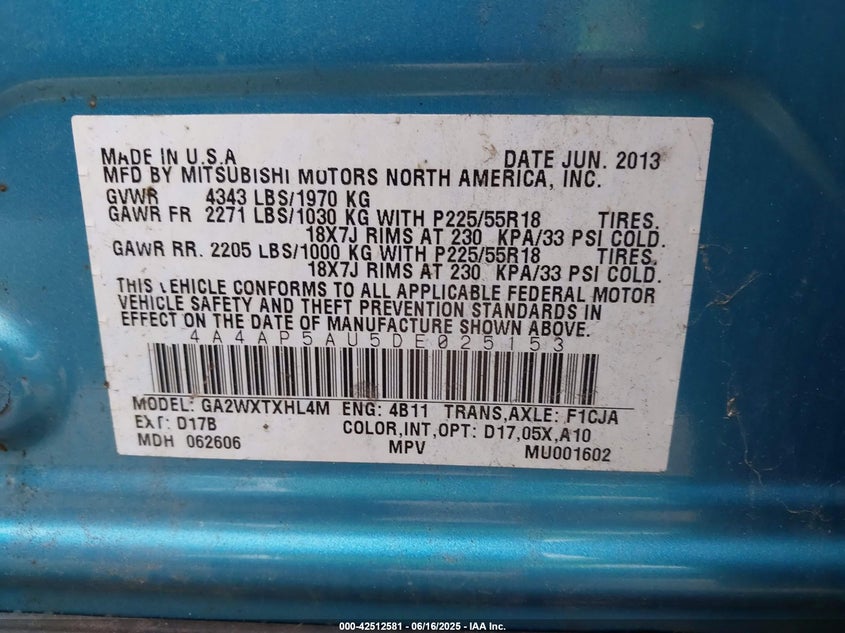 MADE IN U.S.A DATE JUN. 2013
MFD BY MITSUBISHI MOTORS NORTH AMERICA, INC.
GVWR 4343 LBS/1970 KG
GAWR FR 2271 LBS/1030 KG WITH P225/55R18 TIRES.
18X7J RIMS AT 230 KPA/33 PSI COLD.
GAWR RR. 2205 LBS/1000 KG WITH P225/55R18 TIRES.
18X7J RIMS AT 230 KPA/33 PSI COLD.
THIS VEHICLE CONFORMS TO ALL APPLICABLE FEDERAL MOTOR
VEHICLE SAFETY AND THEFT PREVENTION STANDARDS IN
EFFECT ON THE DATE OF MANUFACTURE SHOWN ABOVE.
4A4AP5AU5DE025153
MODEL: GA2WXTXHL4M ENG: 4B11 TRANS,AXLE: F1CJA
EXT: D17B COLOR,INT,OPT: D17,05X,A10
MDH 062606 MPV MU001602
000-42512581 - 06/16/2025 - IAA Inc.